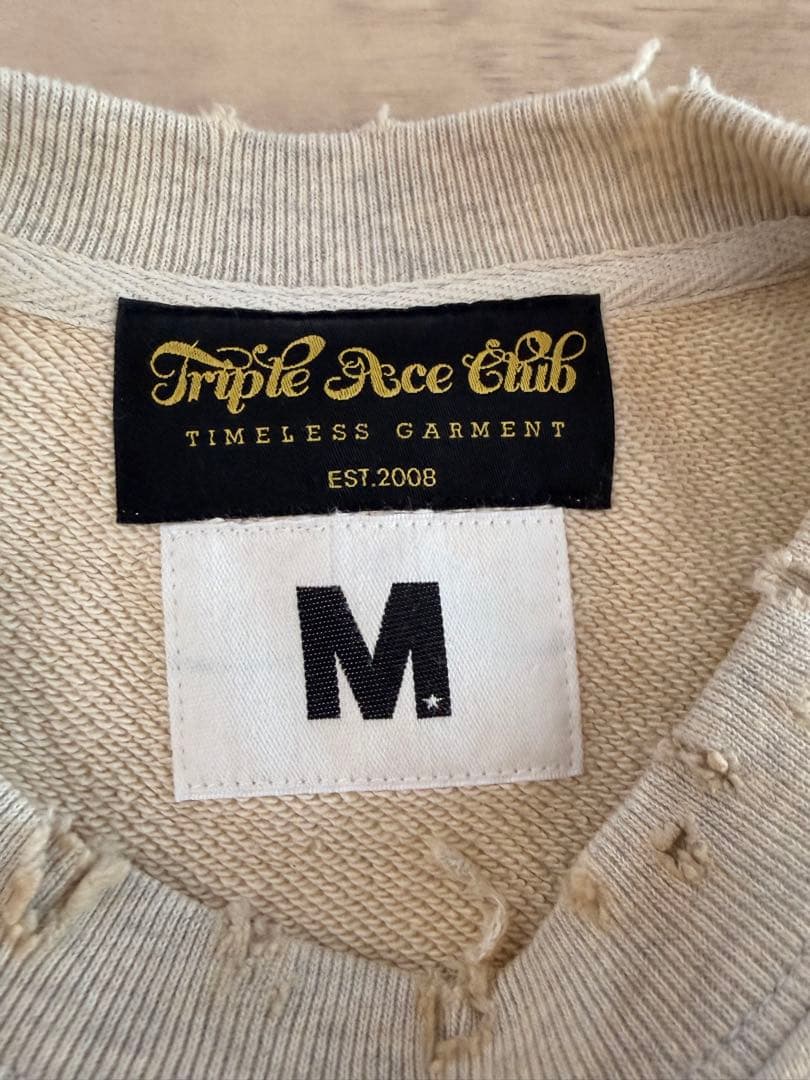 Triple Ace Club
TIMELESS GARMENT
EST.2008
M